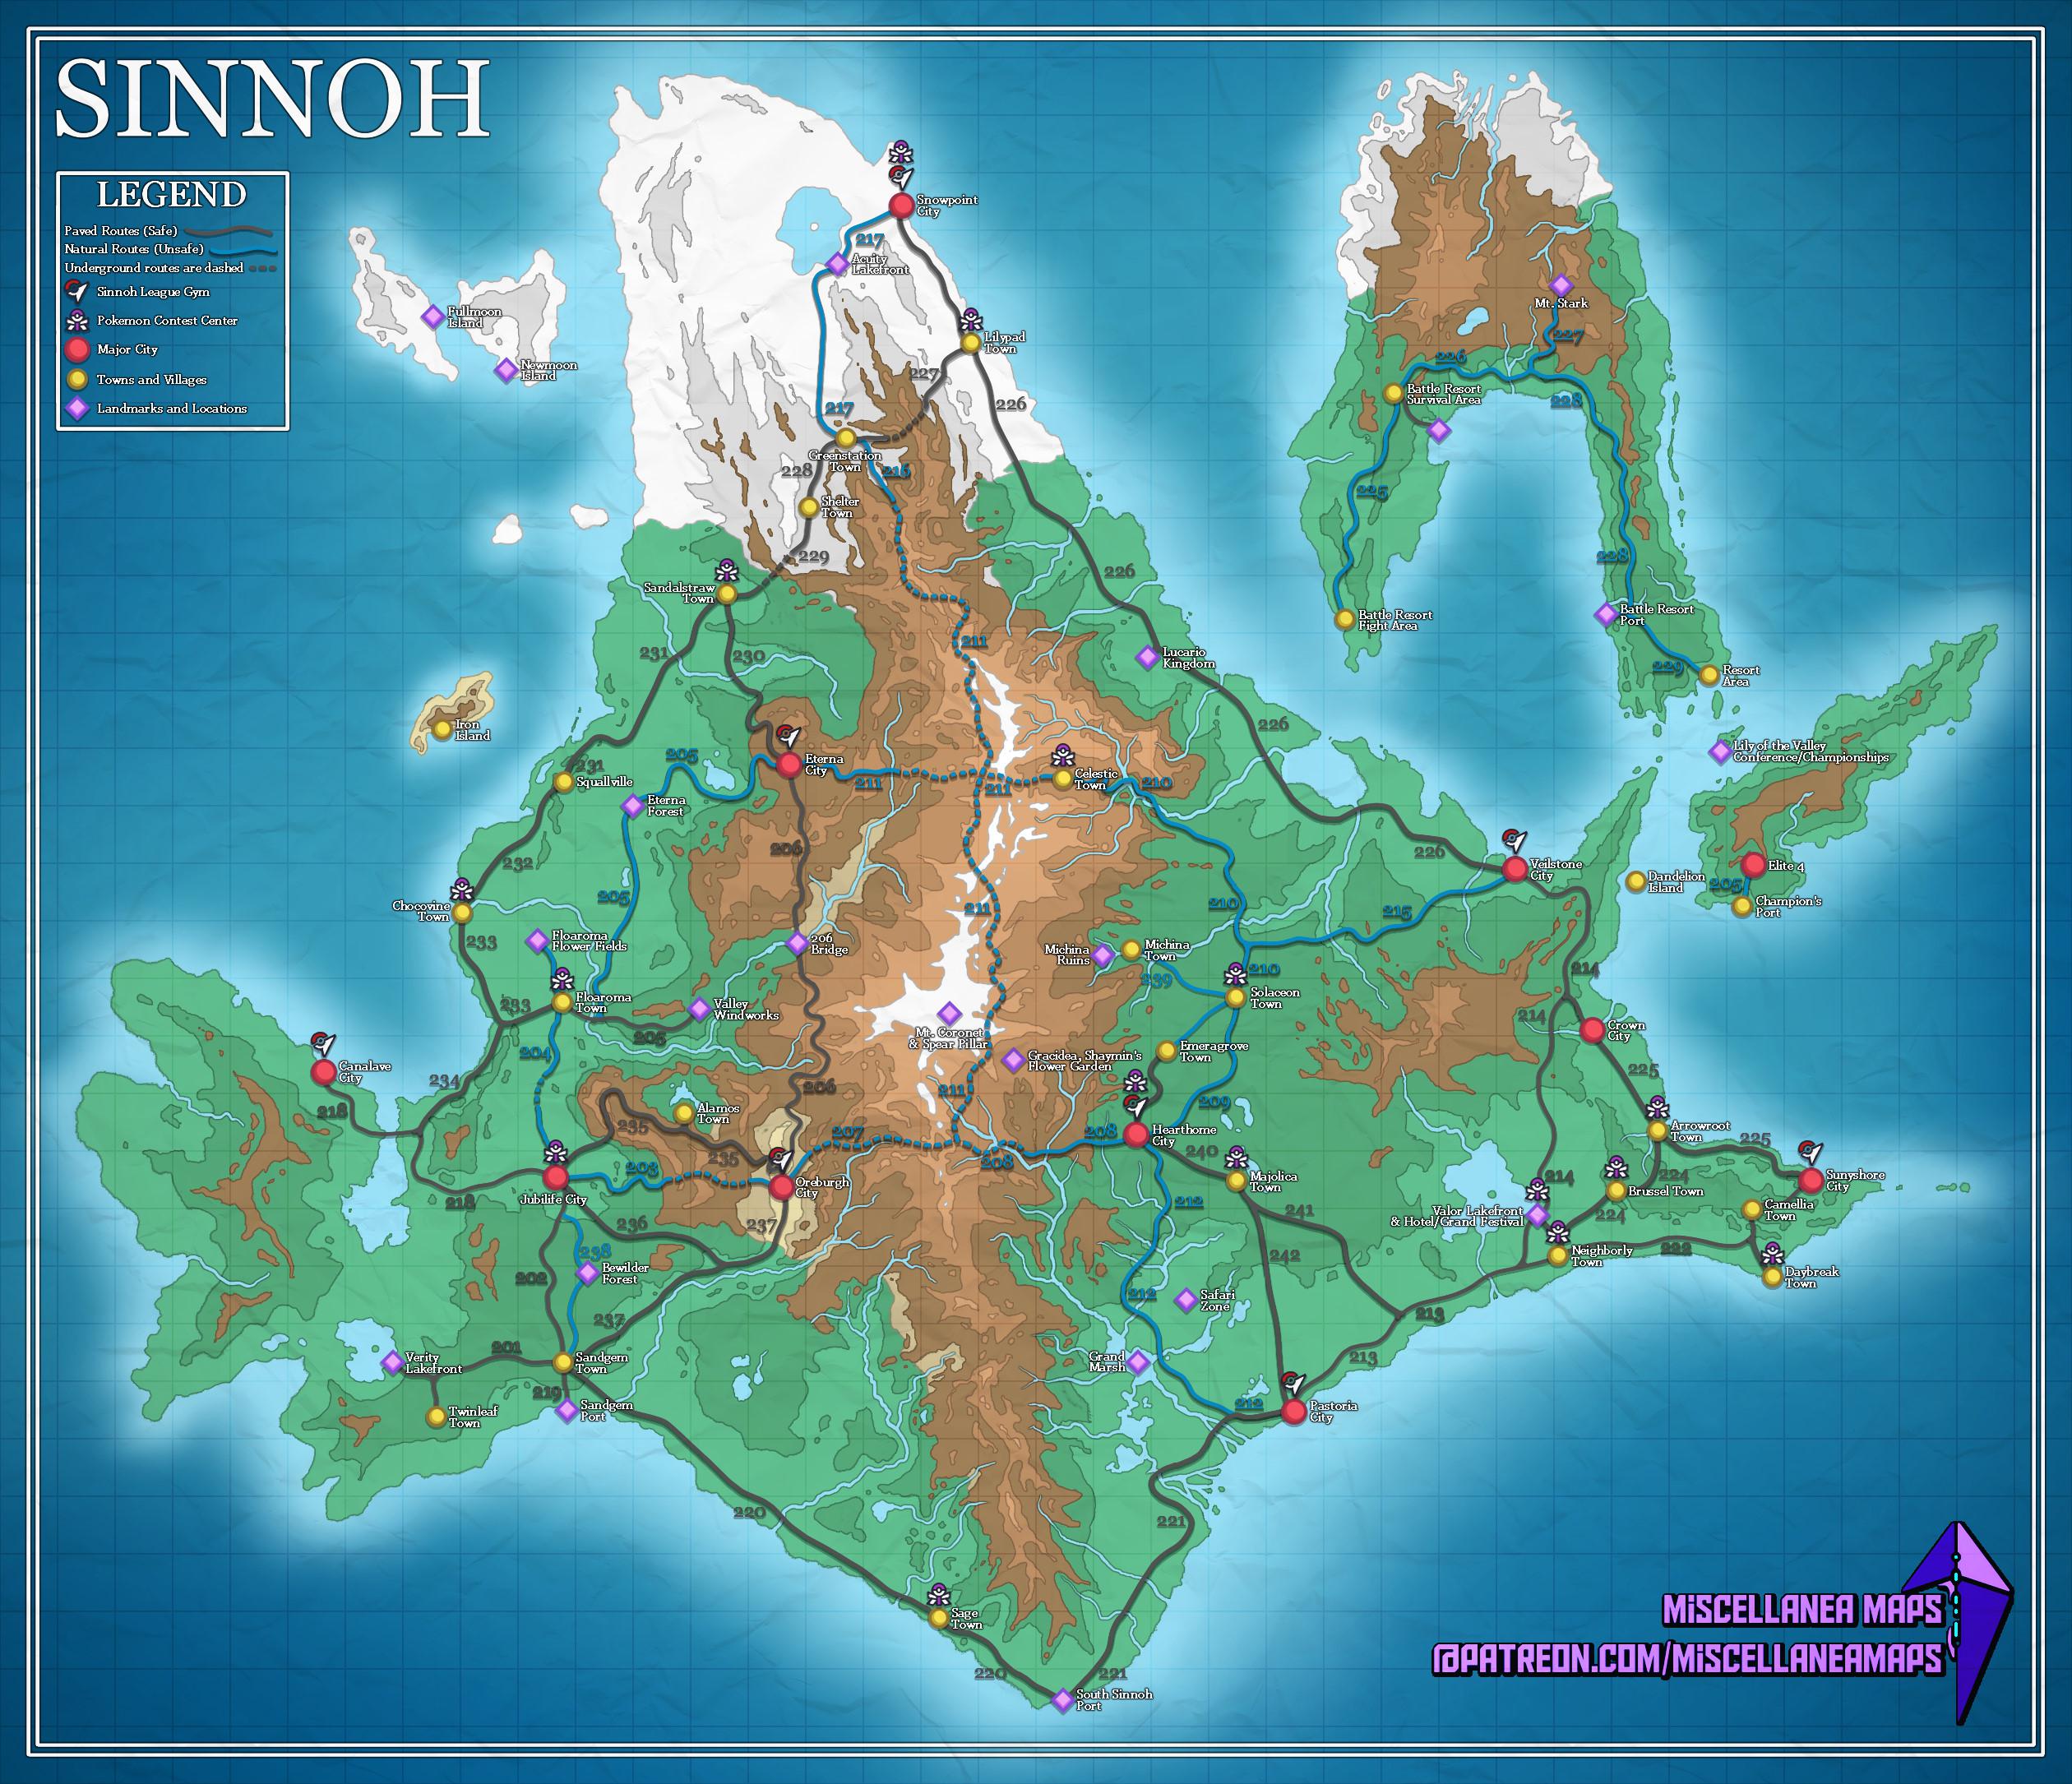 SINNOH
LEGEND
Paved Routes (Safe)
Natural Routes (Unsafe)
Underground routes are dashed
Sinnoh League Gym
Pokemon Contest Center
Major City
Towns and Villages
Landmarks and Locations
Snowpoint
City
217
Acuity
Lakefront
Fullmoon
Island
Newmoon
Island
Lilypad
Town
227
226
217
Greenstation
Town
216
228
Shelter
Town
229
Sandalstraw
Town
226
231
230
211
Lucario
Kingdom
226
Mt. Stark
227
226
Battle Resort
Survival Area
228
225
228
Battle Resort
Fight Area
Battle Resort
Port
229
Resort
Area
Lily of the Valley
Conference/Championships
Iron
Island
231
Squallville
205
Eterna
City
Eterna
Forest
211
211
Celestic
Town
210
206
226
Veilstone
City
Dandelion
Island
Elite 4
205
Champion's
Port
232
Chocovine
Town
205
233
Floaroma
Flower Fields
206
Bridge
211
210
215
Michina
Ruins
Michina
Town
239
210
Solaceon
Town
214
233
Floaroma
Town
Valley
Windworks
205
Mt. Coronet
& Spear Pillar
214
Crown
City
204
Gracidea, Shaymin's
Flower Garden
Emeragrove
Town
Canalave
City
234
218
206
211
209
225
Alamos
Town
235
235
207
208
208
Hearthome
City
240
Arrowroot
Town
225
203
Oreburgh
City
Jubilife City
218
Majolica
Town
214
224
Brussel Town
Sunyshore
City
212
241
Valor Lakefront
& Hotel/Grand Festival
224
Camellia
Town
236
237
238
Bewilder
Forest
202
242
Neighborly
Town
222
Daybreak
Town
212
Safari
Zone
213
237
201
Verity
Lakefront
Sandgem
Town
Grand
Marsh
213
219
Sandgem
Port
Twinleaf
Town
212
Pastoria
City
220
221
Sage
Town
220
221
South Sinnoh
Port
MISCELLANEA MAPS
@PATREON.COM/MISCELLANEAMAPS